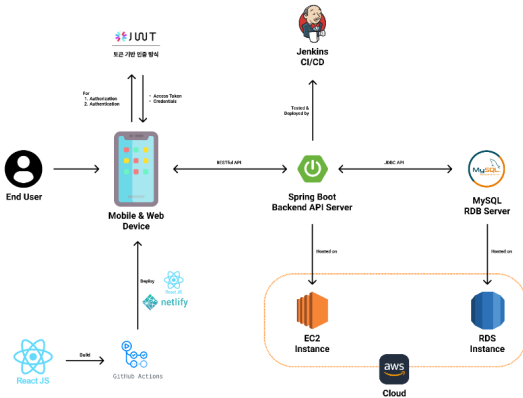 JWT
토큰 기반 인증 방식
Jenkins
CI/CD
For
1. Authorization
2. Authentication
• Access Token
• Credentials
Tested &
Deployed by
End User
Mobile & Web
Device
RESTful API
Spring Boot
Backend API Server
JDBC API
MySQL
MySQL
RDB Server
Deploy
React JS
netlify
Hosted on
Hosted on
React JS
Build
GitHub Actions
EC2
Instance
RDS
Instance
aws
Cloud